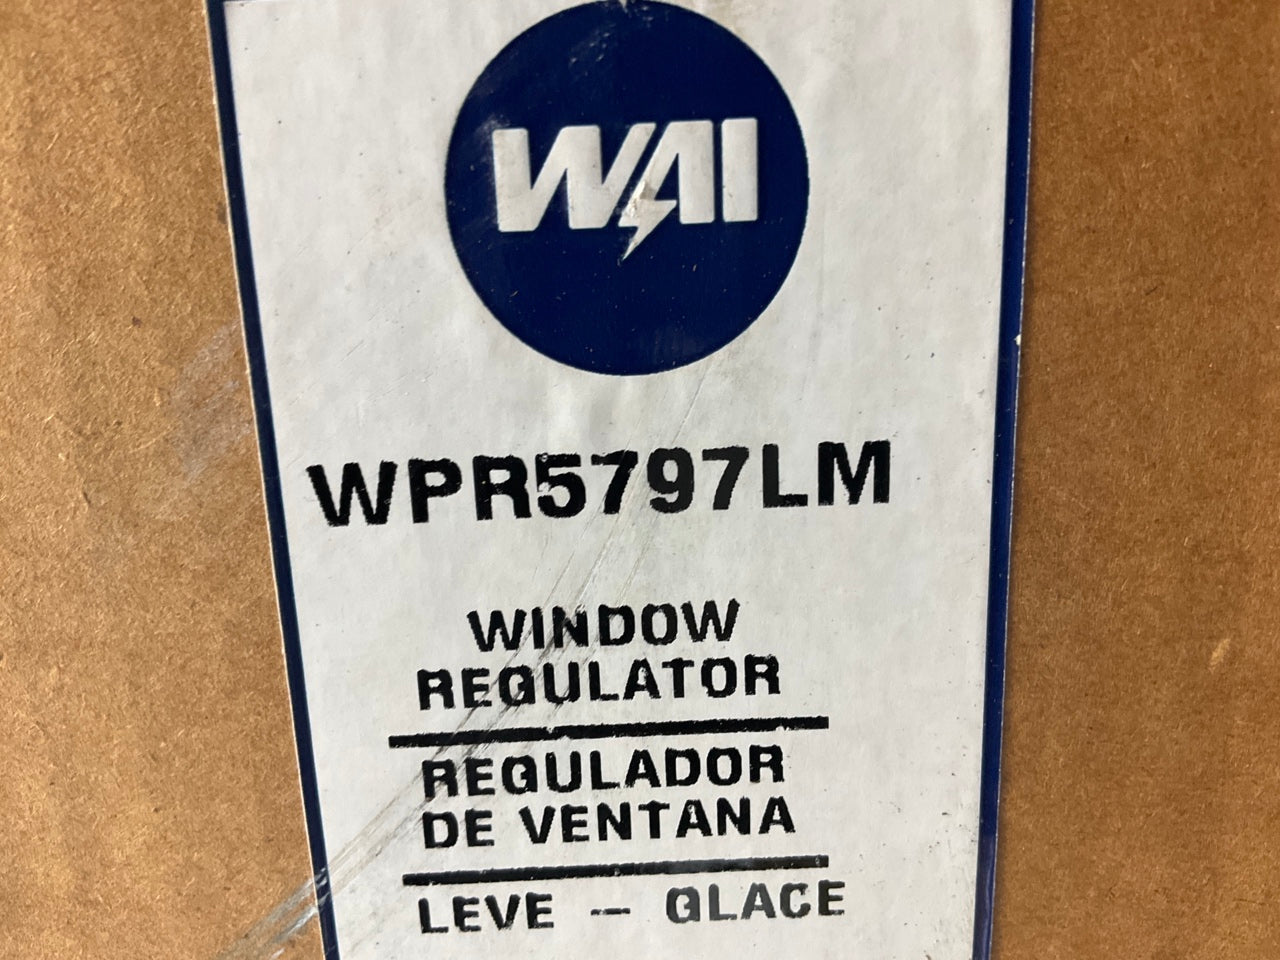 WAI
WPR5797LM
WINDOW
REGULATOR
REGULADOR
DE VENTANA
LEVE – GLACE